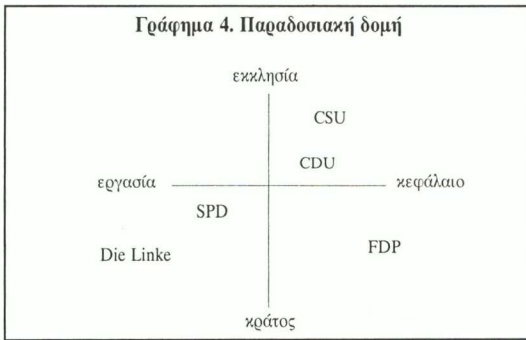 Γράφημα 4. Παραδοσιακή δομή
εκκλησία
CSU
CDU
εργασία κεφάλαιο
SPD
Die Linke FDP
κράτος